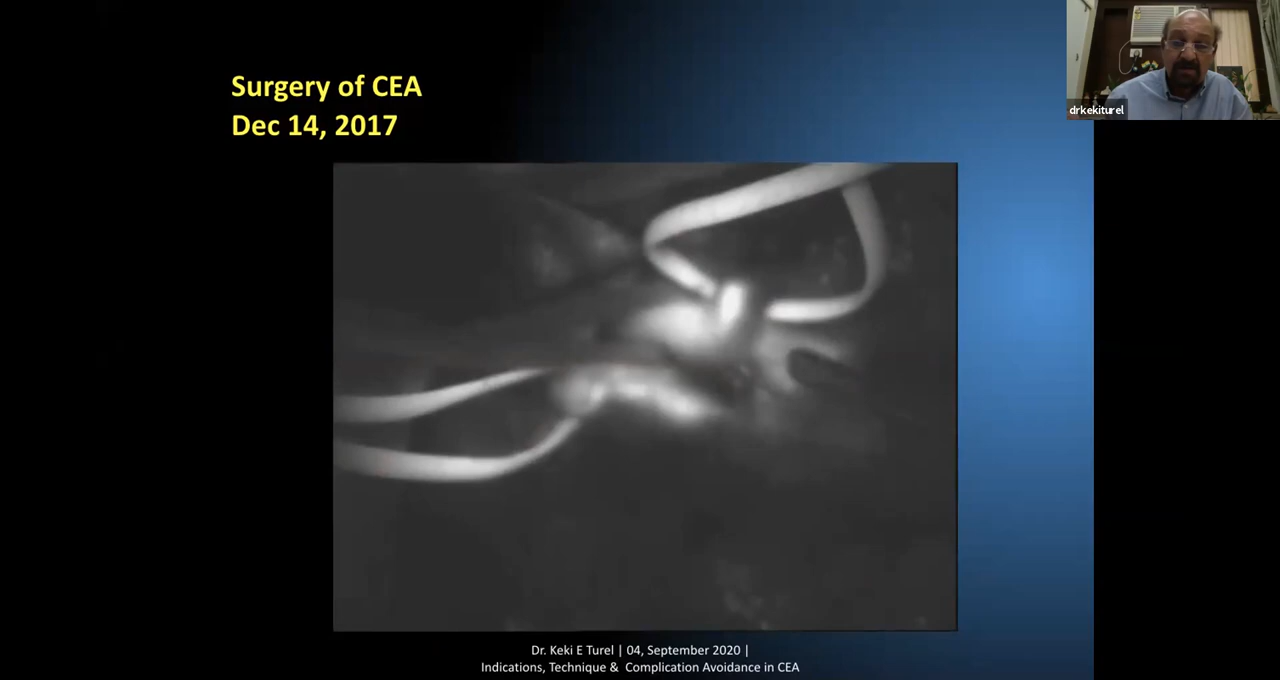 Surgery of CEA
Dec 14, 2017
drkekiturel
Dr. Keki E Turel | 04, September 2020 |
Indications, Technique & Complication Avoidance in CEA